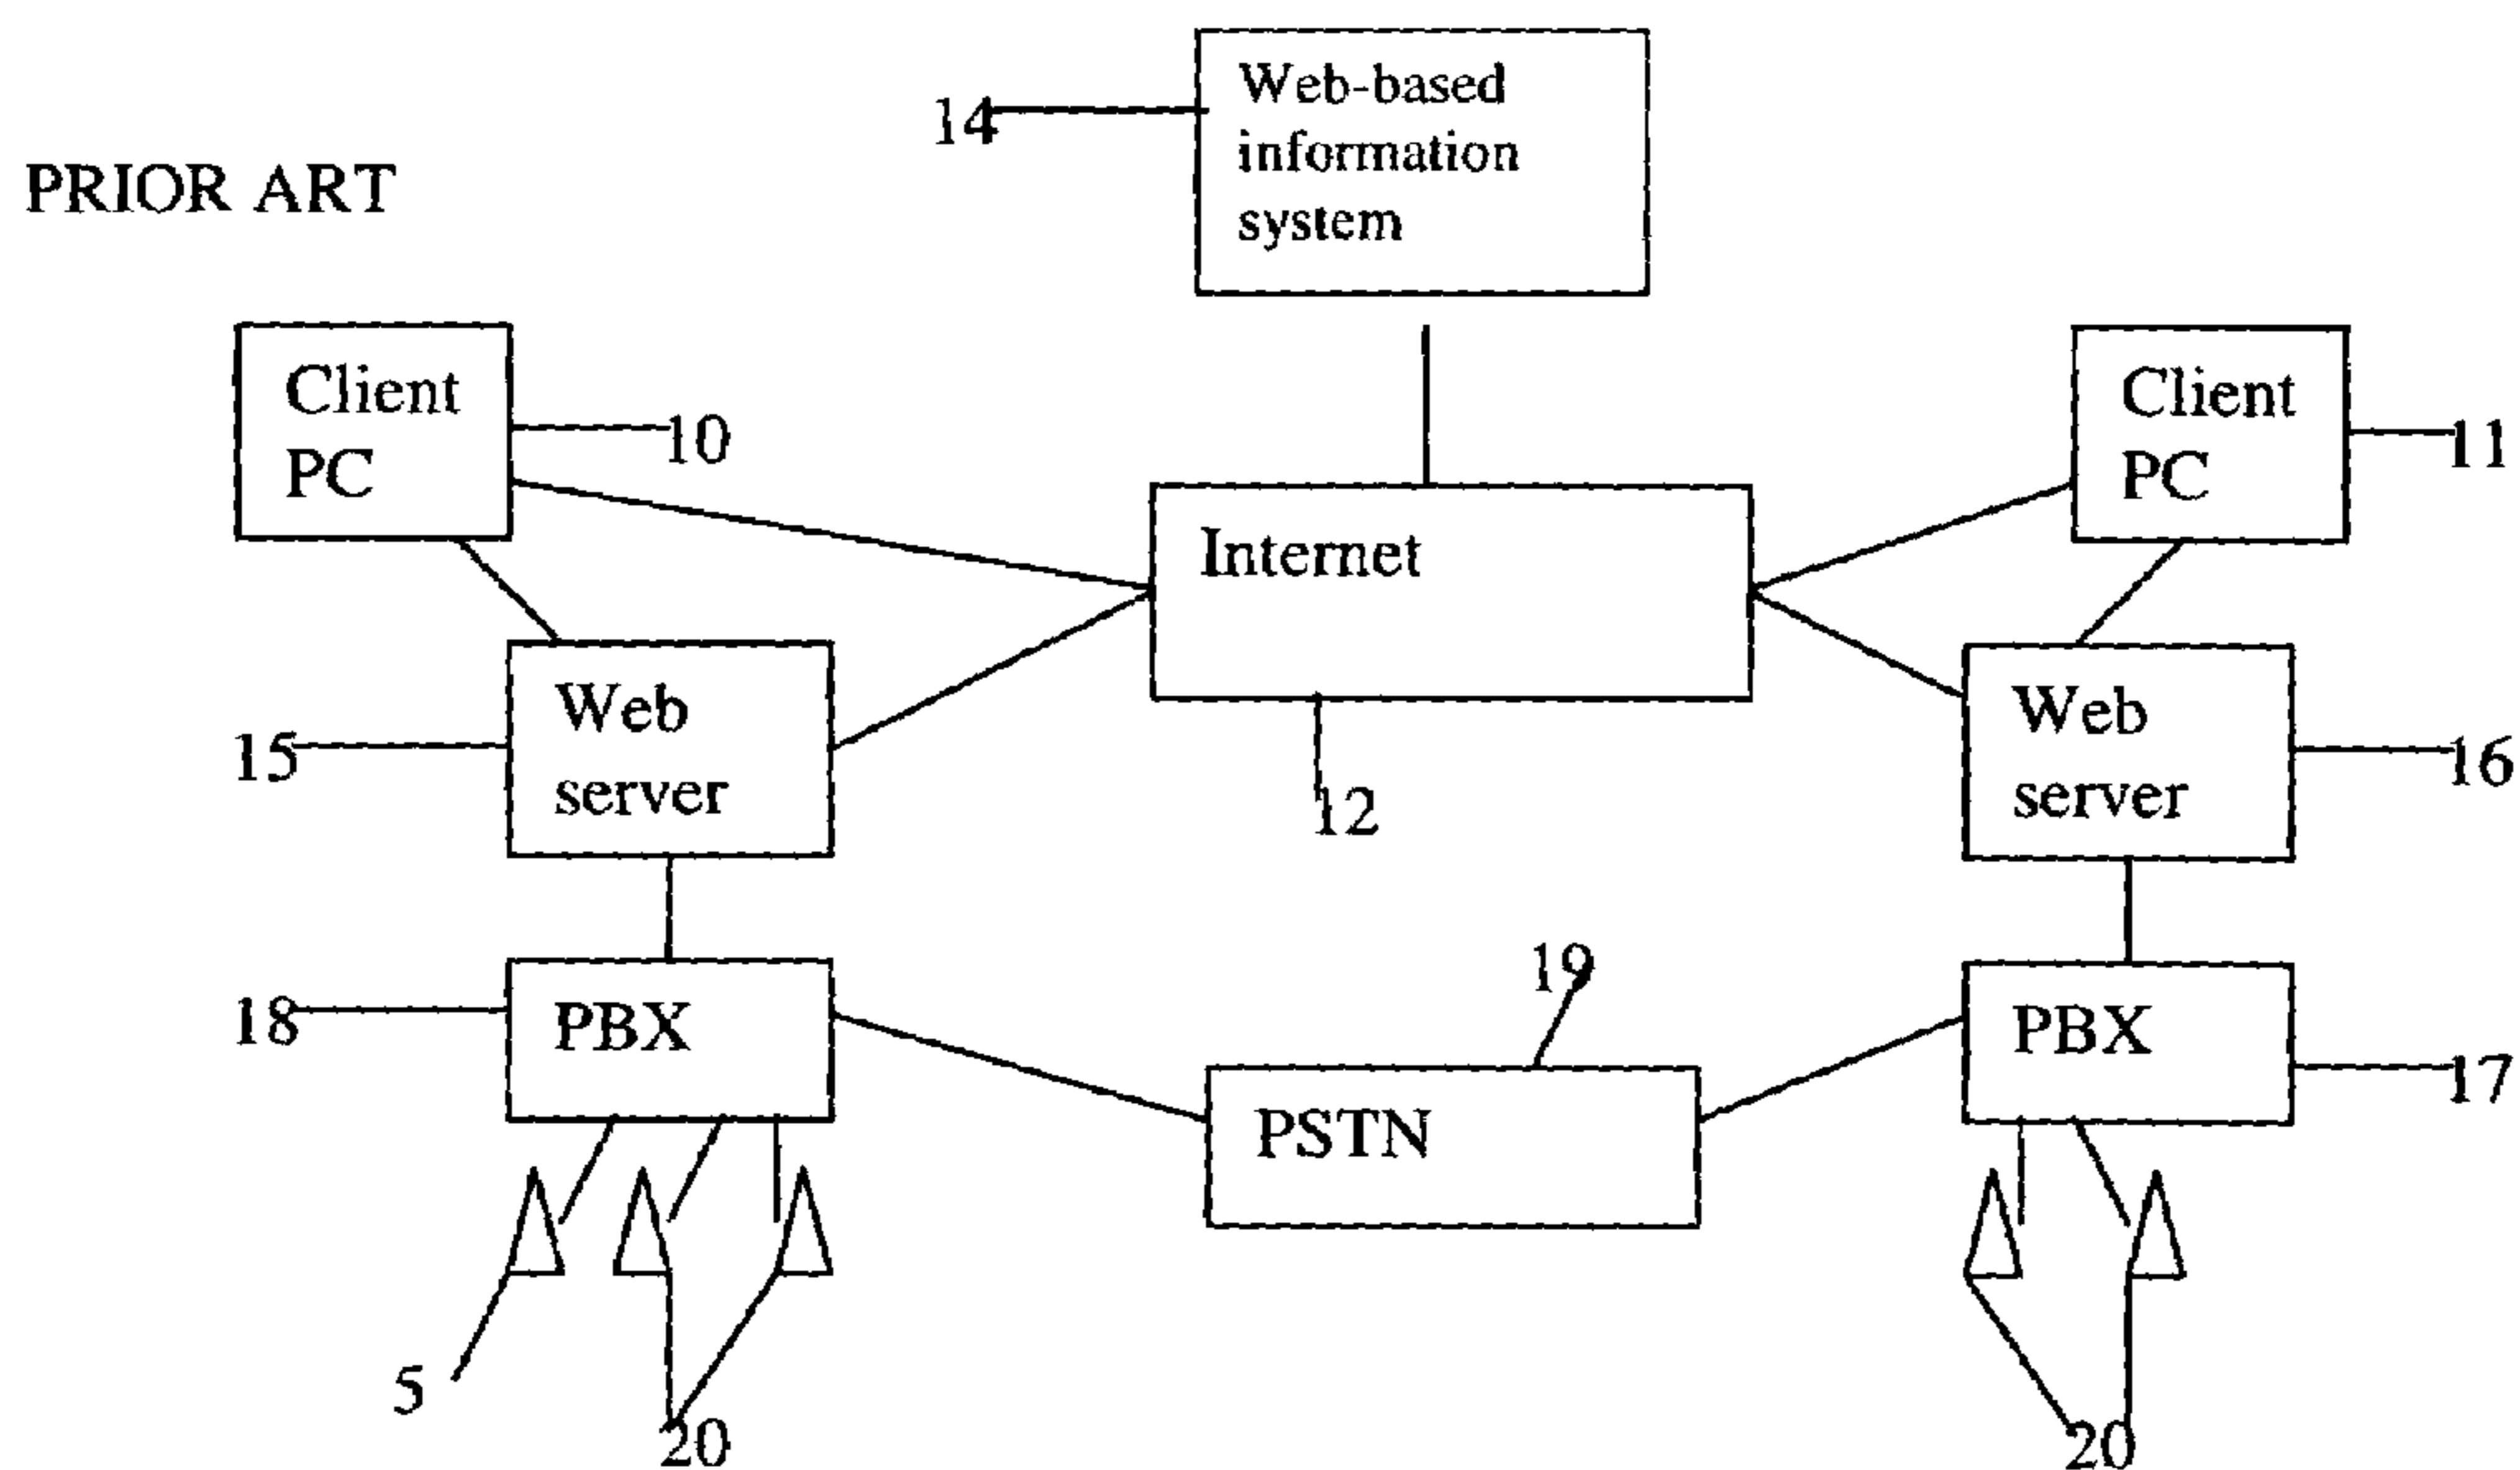 Web-based
information
system
14
PRIOR ART
Client
PC
10
Client
PC
11
Internet
12
Web
server
15
Web
server
16
PBX
18
19
PSTN
PBX
17
5
20
20